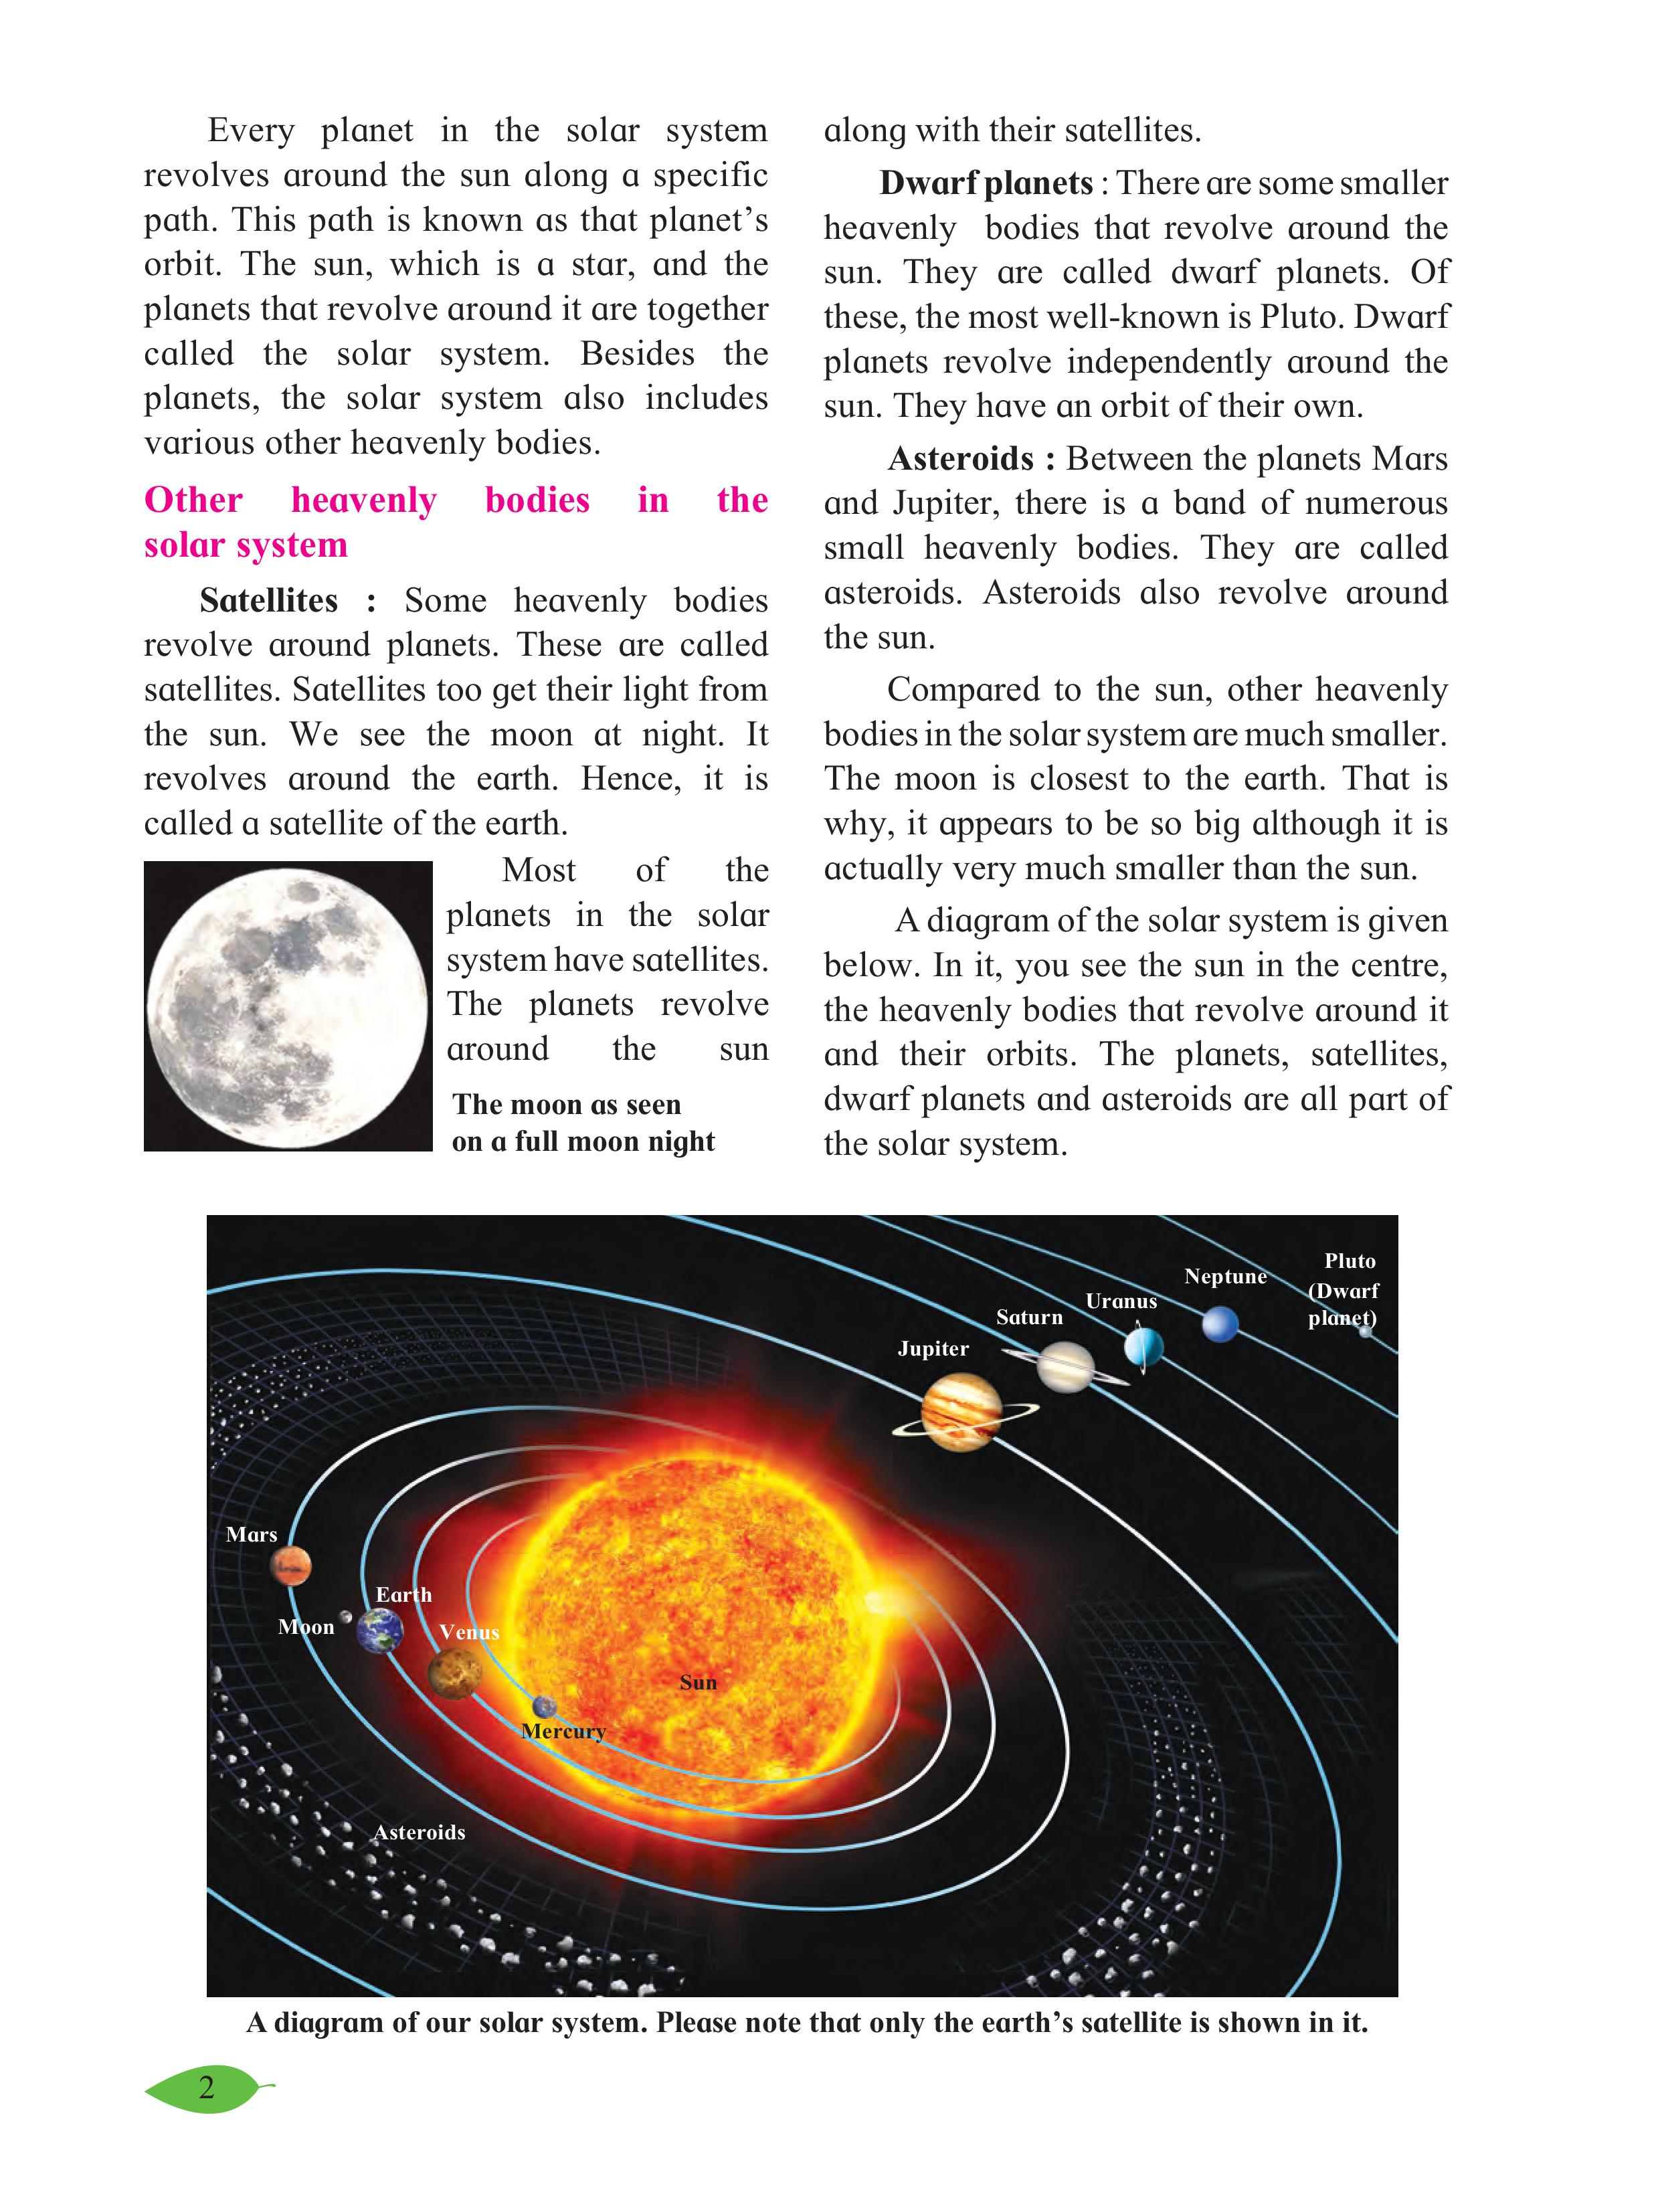 Every planet in the solar system
revolves around the sun along a specific
path. This path is known as that planet’s
orbit. The sun, which is a star, and the
planets that revolve around it are together
called the solar system. Besides the
planets, the solar system also includes
various other heavenly bodies.
Other heavenly bodies in the
solar system
Satellites : Some heavenly bodies
revolve around planets. These are called
satellites. Satellites too get their light from
the sun. We see the moon at night. It
revolves around the earth. Hence, it is
called a satellite of the earth.
Most of the
planets in the solar
system have satellites.
The planets revolve
around the sun
The moon as seen
on a full moon night
along with their satellites.
Dwarf planets : There are some smaller
heavenly bodies that revolve around the
sun. They are called dwarf planets. Of
these, the most well-known is Pluto. Dwarf
planets revolve independently around the
sun. They have an orbit of their own.
Asteroids : Between the planets Mars
and Jupiter, there is a band of numerous
small heavenly bodies. They are called
asteroids. Asteroids also revolve around
the sun.
Compared to the sun, other heavenly
bodies in the solar system are much smaller.
The moon is closest to the earth. That is
why, it appears to be so big although it is
actually very much smaller than the sun.
A diagram of the solar system is given
below. In it, you see the sun in the centre,
the heavenly bodies that revolve around it
and their orbits. The planets, satellites,
dwarf planets and asteroids are all part of
the solar system.
Pluto
(Dwarf
planet)
Neptune
Uranus
Saturn
Jupiter
Mars
Earth
Moon
Venus
Sun
Mercury
Asteroids
A diagram of our solar system. Please note that only the earth’s satellite is shown in it.
2